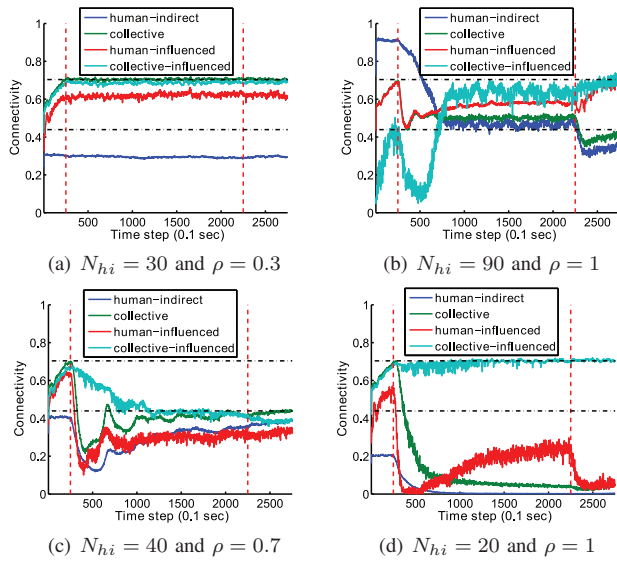 human-indirect
collective
human-influenced
collective-influenced
Connectivity
1
0.8
0.6
0.4
0.2
0
500 1000 1500 2000 2500
Time step (0.1 sec)
(a) N_hi = 30 and ρ = 0.3
human-indirect
collective
human-influenced
collective-influenced
Connectivity
1
0.8
0.6
0.4
0.2
0
500 1000 1500 2000 2500
Time step (0.1 sec)
(b) N_hi = 90 and ρ = 1
human-indirect
collective
human-influenced
collective-influenced
Connectivity
1
0.8
0.6
0.4
0.2
0
500 1000 1500 2000 2500
Time step (0.1 sec)
(c) N_hi = 40 and ρ = 0.7
human-indirect
collective
human-influenced
collective-influenced
Connectivity
1
0.8
0.6
0.4
0.2
0
500 1000 1500 2000 2500
Time step (0.1 sec)
(d) N_hi = 20 and ρ = 1